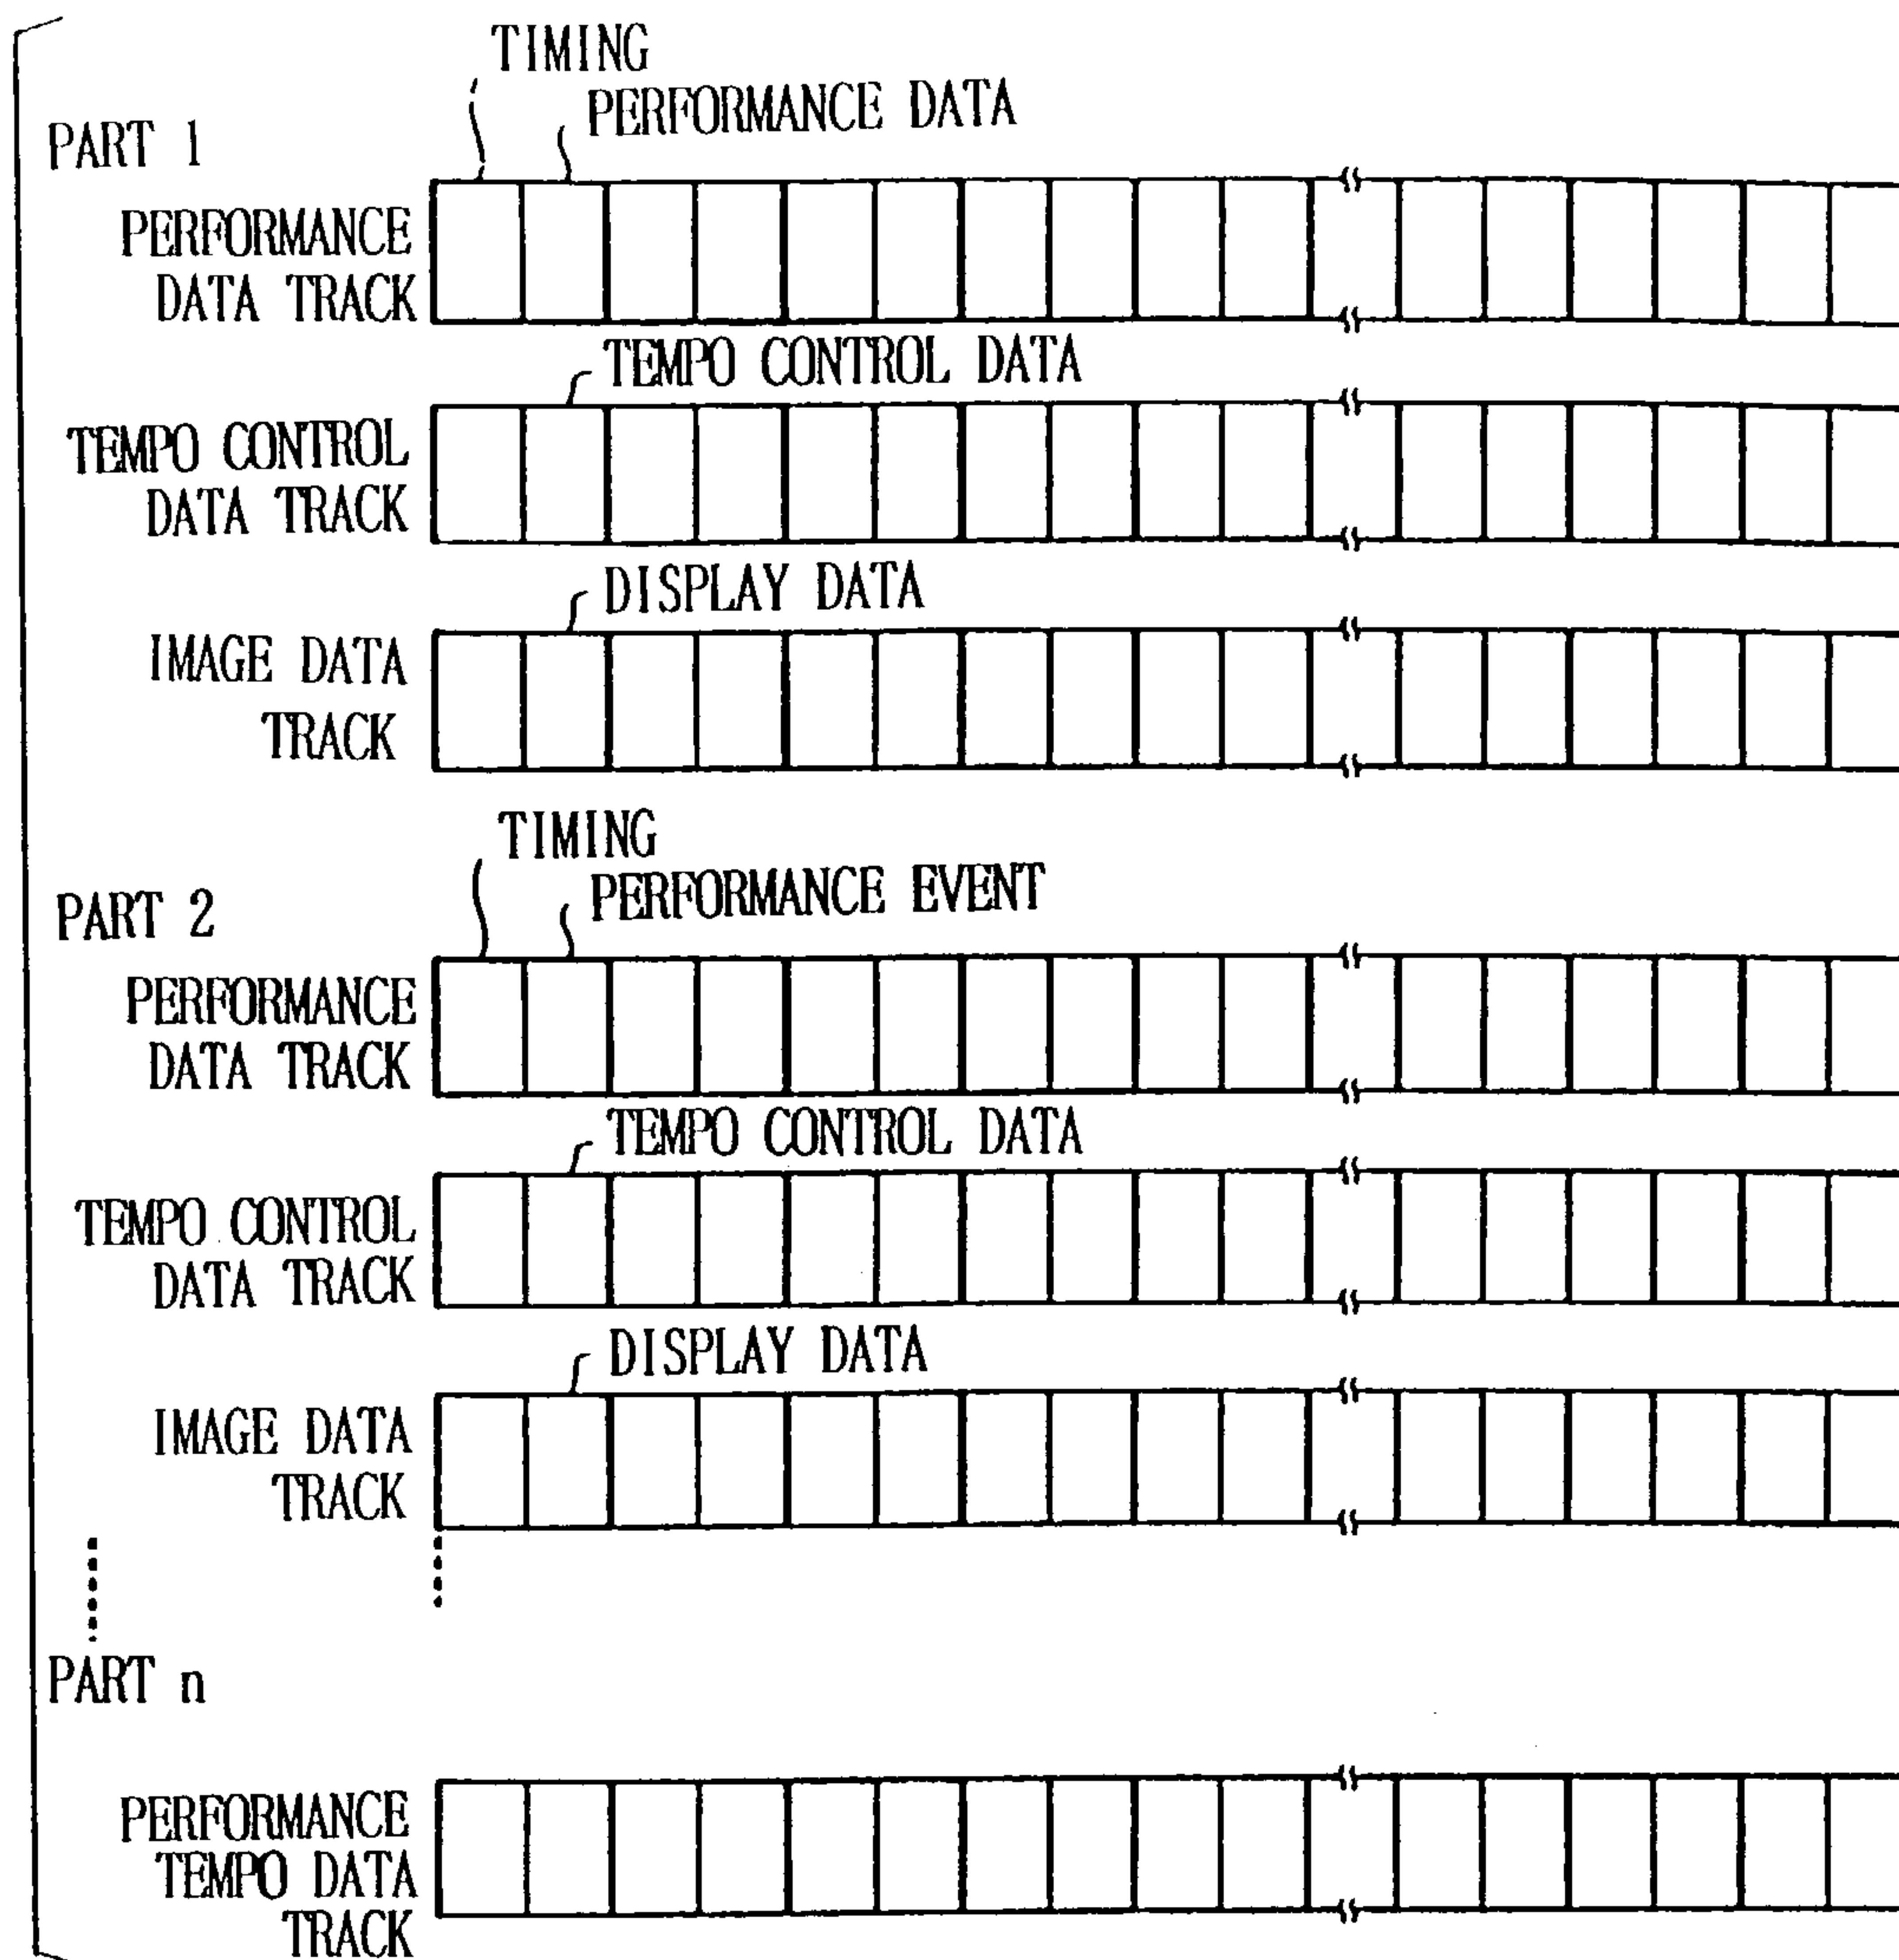 TIMING
PERFORMANCE DATA
PART 1
PERFORMANCE
DATA TRACK
TEMPO CONTROL DATA
TEMPO CONTROL
DATA TRACK
DISPLAY DATA
IMAGE DATA
TRACK
TIMING
PERFORMANCE EVENT
PART 2
PERFORMANCE
DATA TRACK
TEMPO CONTROL DATA
TEMPO CONTROL
DATA TRACK
DISPLAY DATA
IMAGE DATA
TRACK
PART n
PERFORMANCE
TEMPO DATA
TRACK